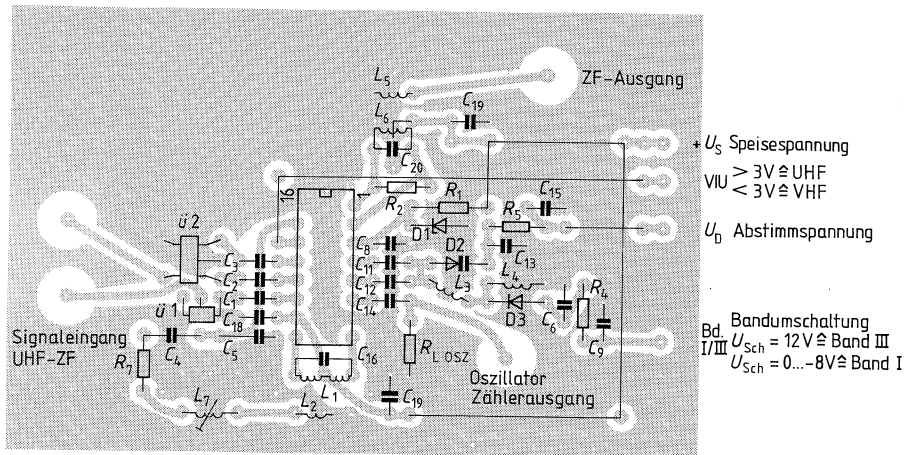 ZF-Ausgang
L5
C19
L6
C20
+ US Speisespannung
VIU > 3V ≙ UHF
< 3V ≙ VHF
16
1
R2
R1
C15
R5
D1
UD Abstimmspannung
ü 2
C8
D2
C13
C3
C11
L4
C2
C12
L3
R4
C1
C14
D3
C6
ü 1
C18
C9
Signaleingang
UHF-ZF
C4
C5
C16
RL OSZ
R7
L1
Oszillator
Zählerausgang
Bd. I/III
Bandumschaltung
USch = 12V ≙ Band III
USch = 0...-8V ≙ Band I
L7
L2
C19